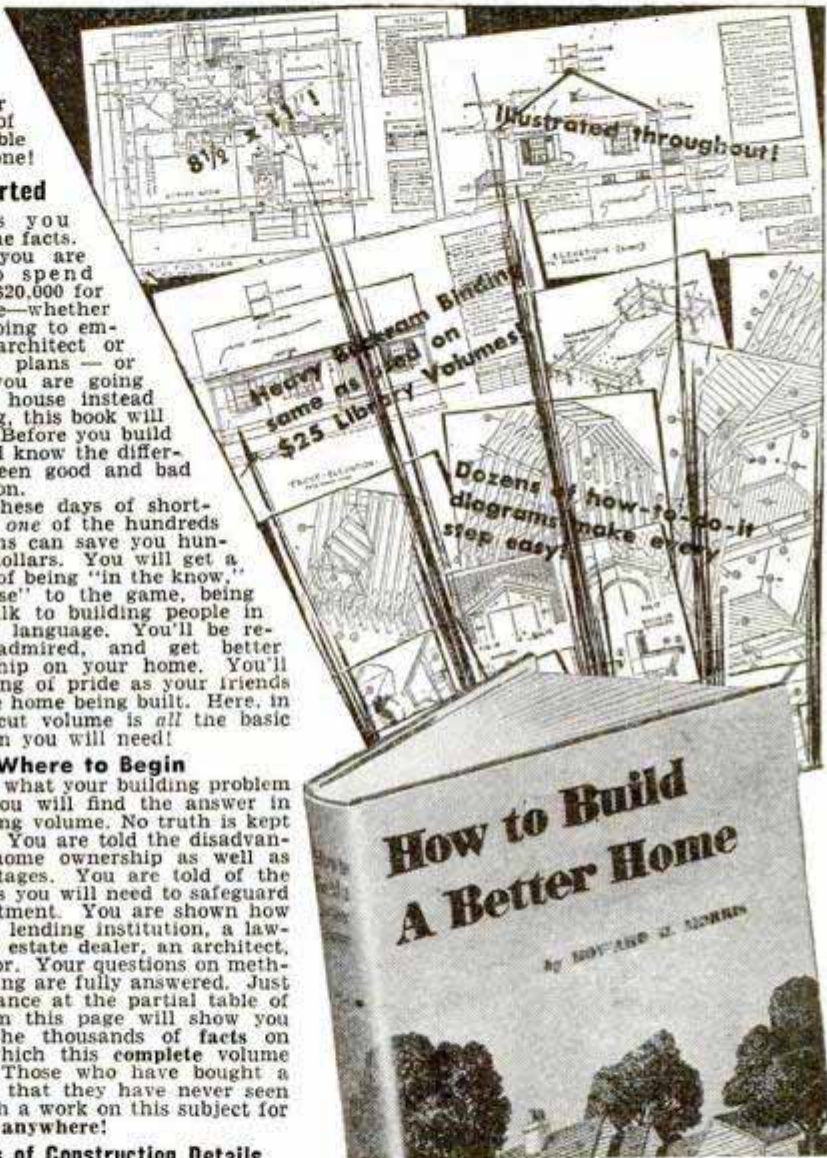 r
of
ble
one!
rted
s you
ne facts.
you are
o spend
$20,000 for
e—whether
oing to em-
architect or
plans — or
you are going
house instead
g, this book will
Before you build
l know the differ-
een good and bad
on.
hese days of short-
one of the hundreds
ns can save you hun-
ollars. You will get a
of being "in the know,"
se" to the game, being
lk to building people in
language. You'll be re-
admired, and get better
hip on your home. You'll
ng of pride as your friends
e home being built. Here, in
cut volume is all the basic
n you will need!
Where to Begin
what your building problem
ou will find the answer in
ng volume. No truth is kept
You are told the disadvan-
ome ownership as well as
tages. You are told of the
s you will need to safeguard
tment. You are shown how
lending institution, a law-
estate dealer, an architect,
or. Your questions on meth-
ng are fully answered. Just
ance at the partial table of
n this page will show you
he thousands of facts on
hich this complete volume
Those who have bought a
that they have never seen
h a work on this subject for
anywhere!
s of Construction Details
8½ x 11"!
Illustrated throughout!
Heavy Buckram Binding
same as used on
$25 Library Volumes!
Dozens of how-to-do-it
diagrams make every
step easy!
FRONT ELEVATION
How to Build
A Better Home
by HOWARD MORRIS